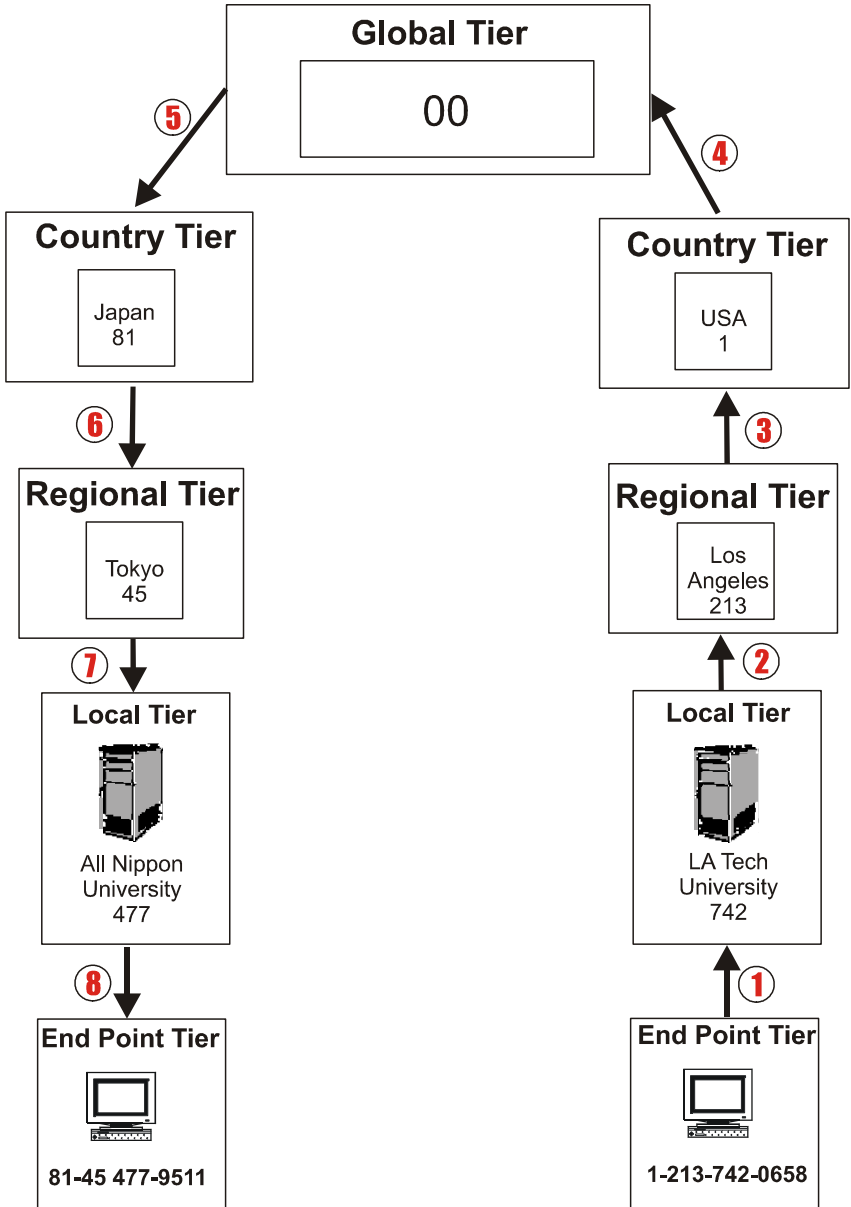 Global Tier
00
5
4
Country Tier
Japan
81
Country Tier
USA
1
6
3
Regional Tier
Tokyo
45
Regional Tier
Los
Angeles
213
7
2
Local Tier
All Nippon
University
477
Local Tier
LA Tech
University
742
8
1
End Point Tier
81-45 477-9511
End Point Tier
1-213-742-0658